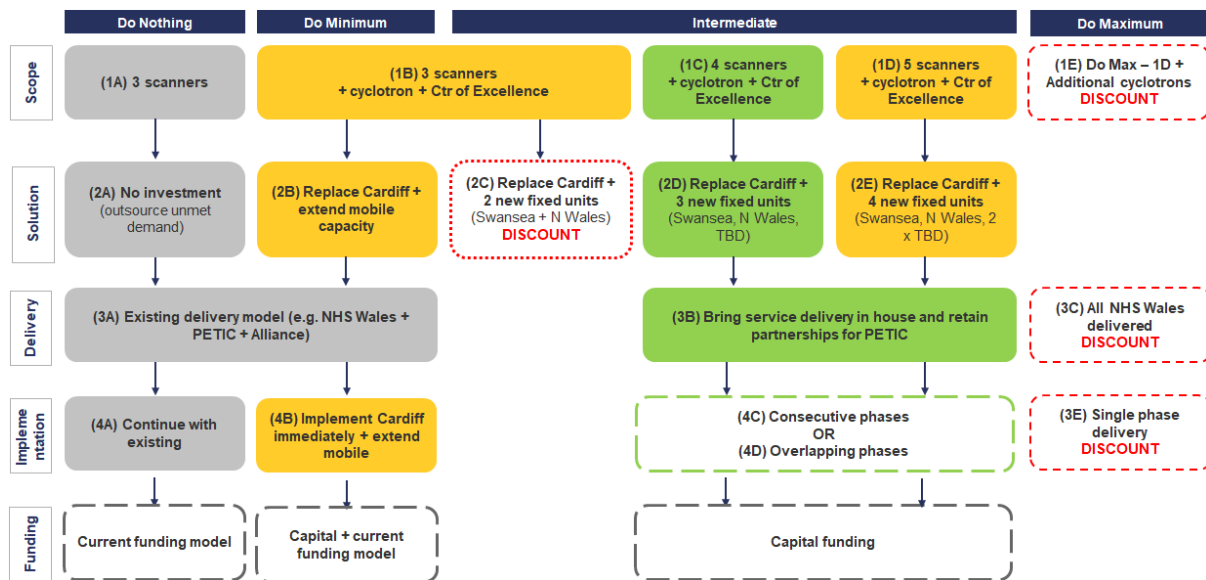 Do Nothing
Do Minimum
Intermediate
Do Maximum
Scope
(1A) 3 scanners
(1B) 3 scanners
+ cyclotron + Ctr of Excellence
(1C) 4 scanners
+ cyclotron + Ctr of
Excellence
(1D) 5 scanners
+ cyclotron + Ctr of
Excellence
(1E) Do Max – 1D +
Additional cyclotrons
DISCOUNT
Solution
(2A) No investment
(outsource unmet
demand)
(2B) Replace Cardiff +
extend mobile
capacity
(2C) Replace Cardiff +
2 new fixed units
(Swansea + N Wales)
DISCOUNT
(2D) Replace Cardiff +
3 new fixed units
(Swansea, N Wales,
TBD)
(2E) Replace Cardiff +
4 new fixed units
(Swansea, N Wales, 2
x TBD)
Delivery
(3A) Existing delivery model (e.g. NHS Wales +
PETIC + Alliance)
(3B) Bring service delivery in house and retain
partnerships for PETIC
(3C) All NHS Wales
delivered
DISCOUNT
Impleme
ntation
(4A) Continue with
existing
(4B) Implement Cardiff
immediately + extend
mobile
(4C) Consecutive phases
OR
(4D) Overlapping phases
(3E) Single phase
delivery
DISCOUNT
Funding
Current funding model
Capital + current
funding model
Capital funding